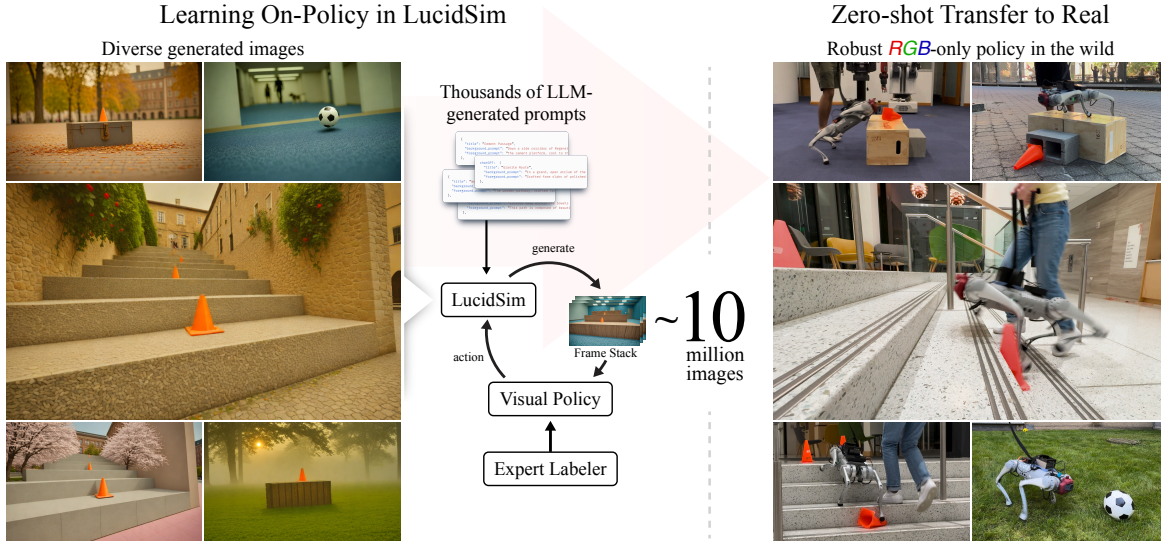 Learning On-Policy in LucidSim
Diverse generated images
Thousands of LLM-
generated prompts
generate
LucidSim
action
Frame Stack
Visual Policy
Expert Labeler
~10
million
images
Zero-shot Transfer to Real
Robust RGB-only policy in the wild